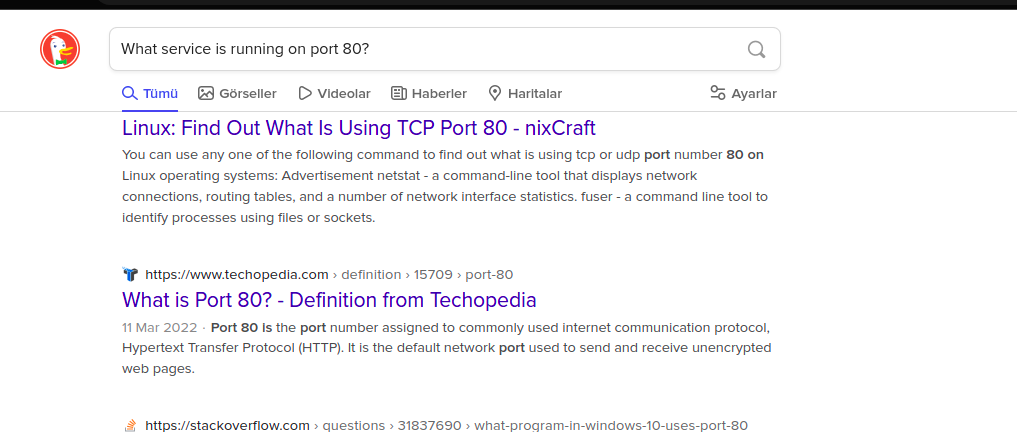 What service is running on port 80?
Tümü Görseller Videolar Haberler Haritalar Ayarlar
Linux: Find Out What Is Using TCP Port 80 - nixCraft
You can use any one of the following command to find out what is using tcp or udp port number 80 on
Linux operating systems: Advertisement netstat - a command-line tool that displays network
connections, routing tables, and a number of network interface statistics. fuser - a command line tool to
identify processes using files or sockets.
https://www.techopedia.com › definition › 15709 › port-80
What is Port 80? - Definition from Techopedia
11 Mar 2022 · Port 80 is the port number assigned to commonly used internet communication protocol,
Hypertext Transfer Protocol (HTTP). It is the default network port used to send and receive unencrypted
web pages.
https://stackoverflow.com › questions › 31837690 › what-program-in-windows-10-uses-port-80